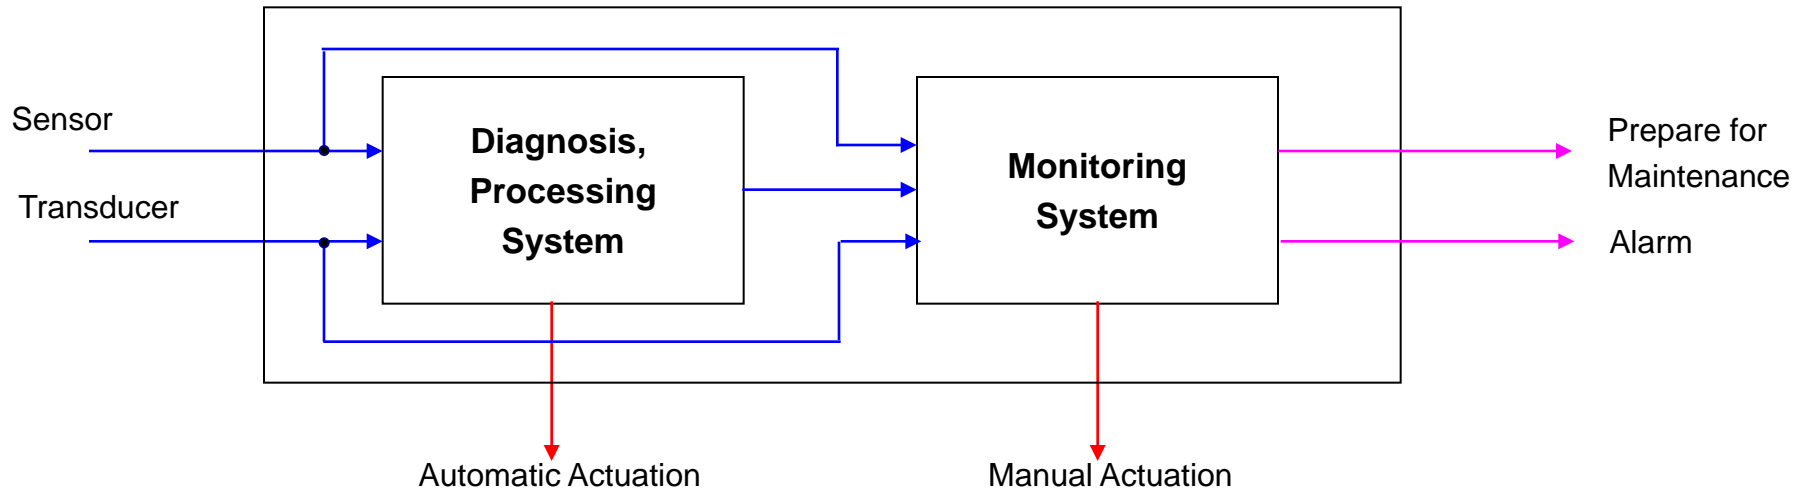 Sensor
Transducer
Diagnosis,
Processing
System
Monitoring
System
Prepare for
Maintenance
Alarm
Automatic Actuation
Manual Actuation